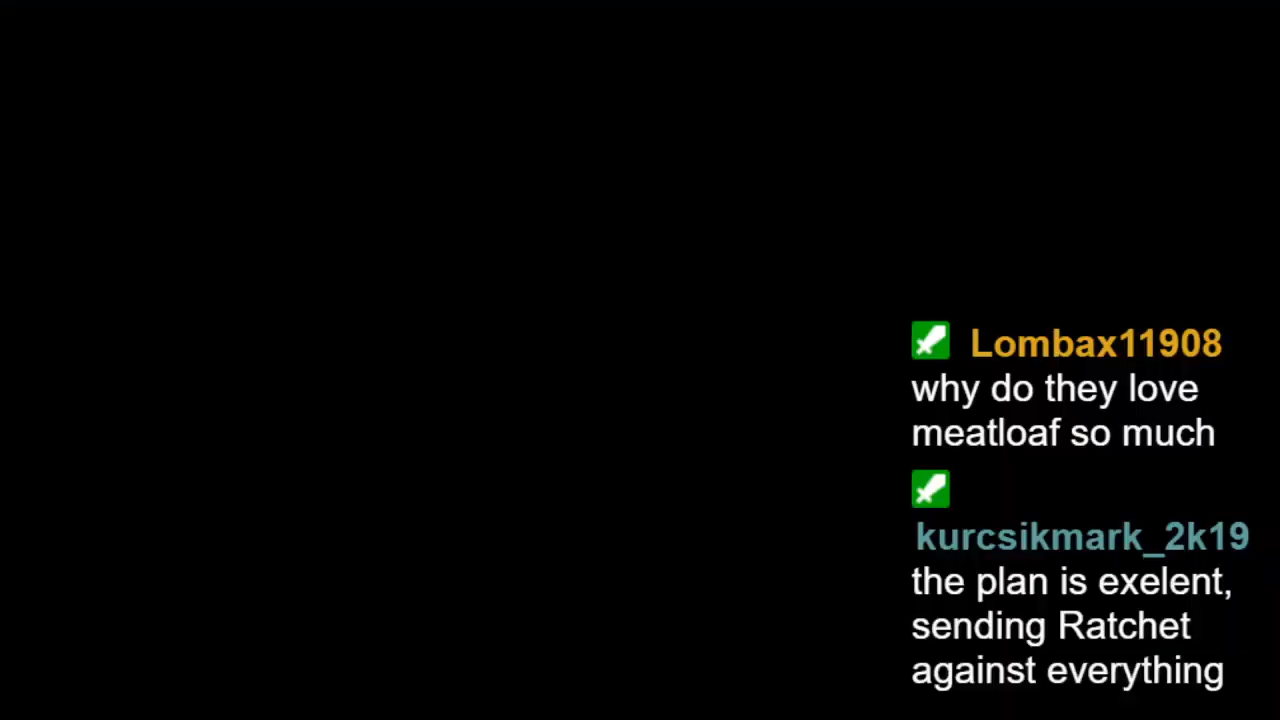 Lombax11908
why do they love
meatloaf so much
kurcsikmark_2k19
the plan is exelent,
sending Ratchet
against everything